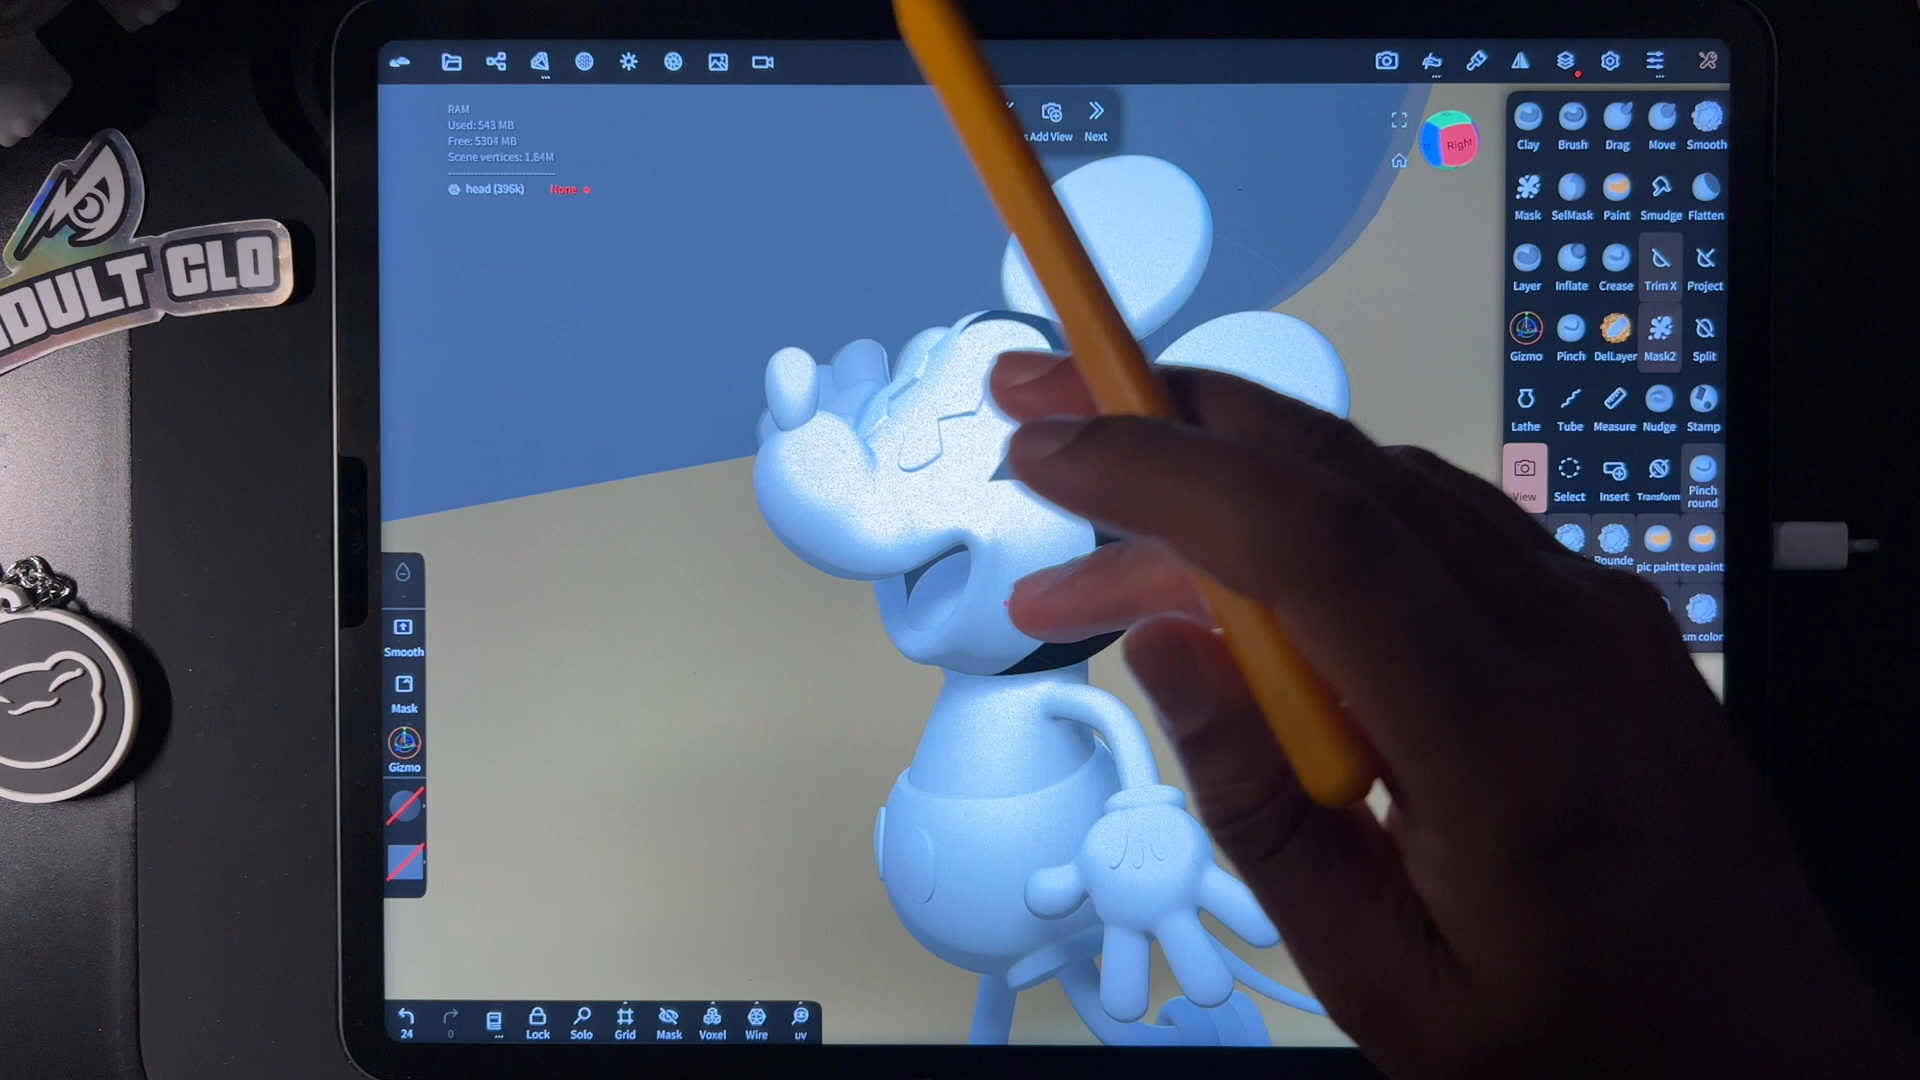 RAM
Used: 543 MB
Free: 5304 MB
Scene vertices: 1.84M
head (396k) None
Add View Next
Right
Clay Brush Drag Move Smooth
Mask SelMask Paint Smudge Flatten
Layer Inflate Crease Trim X Project
Gizmo Pinch DelLayer Mask2 Split
Lathe Tube Measure Nudge Stamp
View Select Insert Transform Pinch
round
Rounde pic paint tex paint
sm color
Smooth
Mask
Gizmo
24 0 Lock Solo Grid Mask Voxel Wire uv
DULT CLO